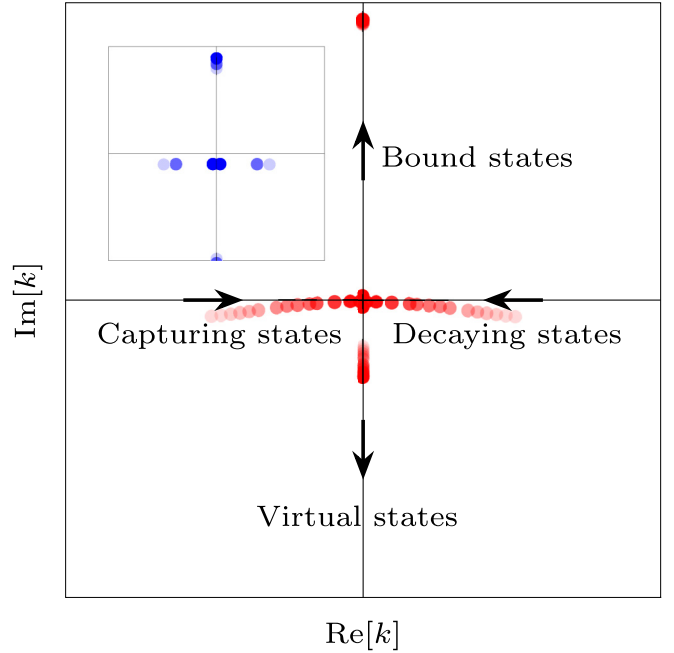 Bound states
Im[k]
Capturing states
Decaying states
Virtual states
Re[k]